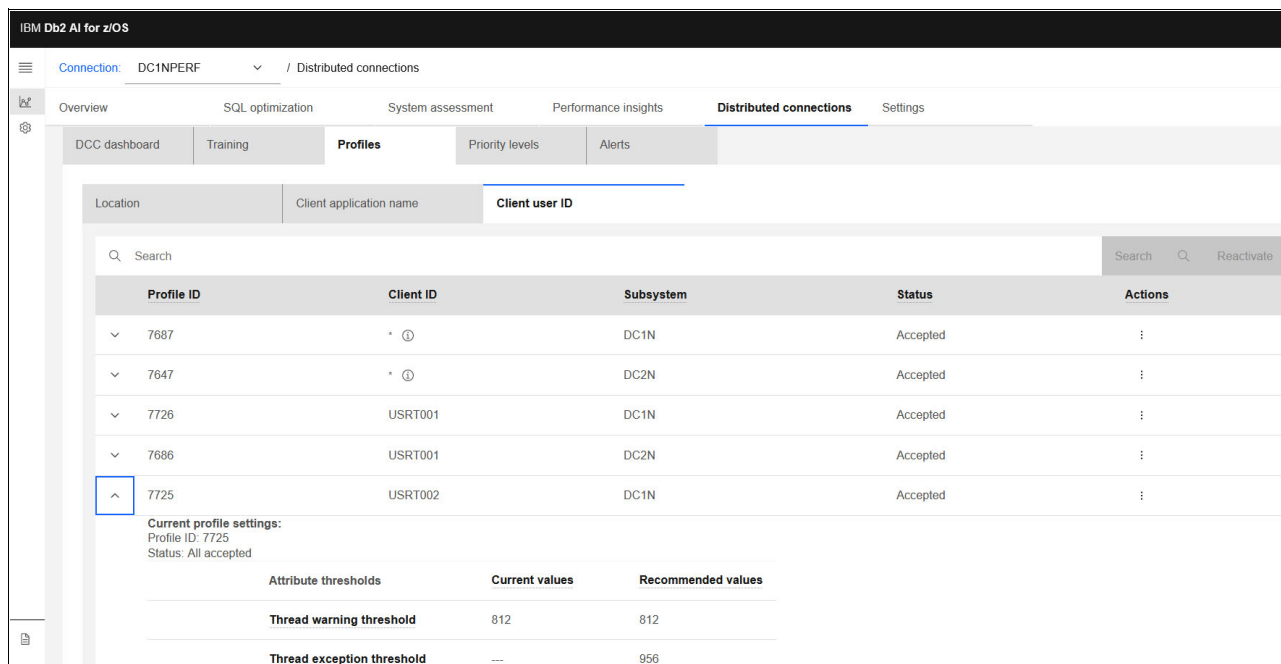 IBM Db2 AI for z/OS
Connection: DC1NPERF / Distributed connections
Overview SQL optimization System assessment Performance insights Distributed connections Settings
DCC dashboard Training Profiles Priority levels Alerts
Location Client application name Client user ID
Search Search Reactivate
Profile ID Client ID Subsystem Status Actions
7687 * DC1N Accepted
7647 * DC2N Accepted
7726 USRT001 DC1N Accepted
7686 USRT001 DC2N Accepted
7725 USRT002 DC1N Accepted
Current profile settings:
Profile ID: 7725
Status: All accepted
Attribute thresholds Current values Recommended values
Thread warning threshold 812 812
Thread exception threshold --- 956